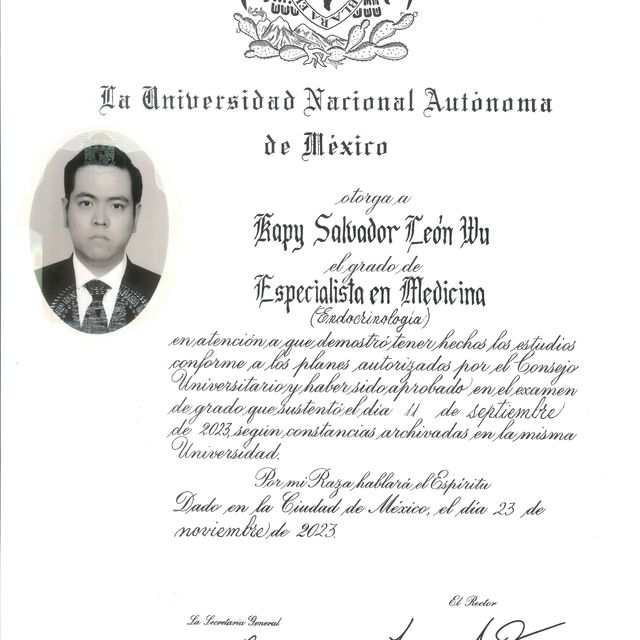 BLARA EL
La Universidad Nacional Autónoma
de México
otorga a
Kapy Salvador León Wu
el grado de
Especialista en Medicina
(Endocrinología)
en atención a que demostró tener hechos los estudios
conforme a los planes autorizados por el Consejo
Universitario y haber sido aprobado en el examen
de grado que sustentó el día 11 de septiembre
de 2023, según constancias archivadas en la misma
Universidad.
Por mi Raza hablará el Espíritu
Dado en la Ciudad de México, el día 23 de
noviembre de 2023.
El Rector
La Secretaria General